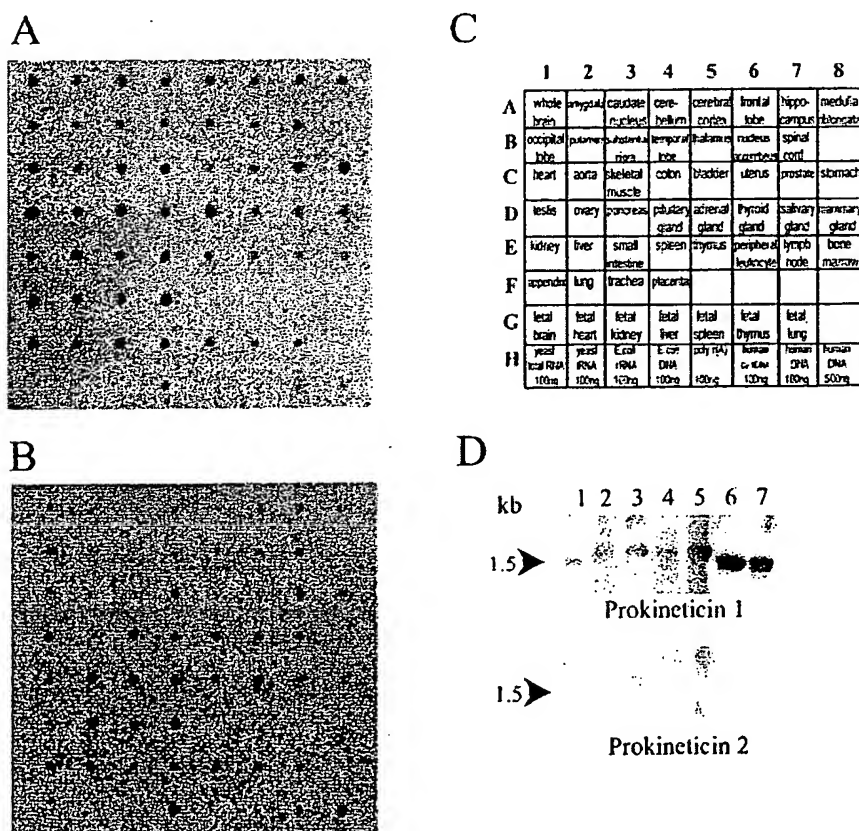 A
C
1 2 3 4 5 6 7 8
A whole brain amygdala caudate nucleus cere- bellum cerebral cortex frontal lobe hippo- campus medulla oblongata
B occipital lobe putamen substantia nigra temporal lobe thalamus nucleus accumbeus spinal cord
C heart aorta skeletal muscle colon bladder uterus prostate stomach
D testis ovary pancreas pituitary gland adrenal gland thyroid gland salivary gland mammary gland
E kidney liver small intestine spleen thymus peripheral leukocyte lymph node bone marrow
F appendix lung trachea placenta
G fetal brain fetal heart fetal kidney fetal liver fetal spleen fetal thymus fetal lung
H yeast total RNA 100ng yeast tRNA 100ng E.coli rRNA 100ng E.coli DNA 100ng poly r(A) 100ng human 100ng human DNA 100ng human DNA 500ng
B
D
kb 1 2 3 4 5 6 7
1.5
Prokineticin 1
1.5
Prokineticin 2